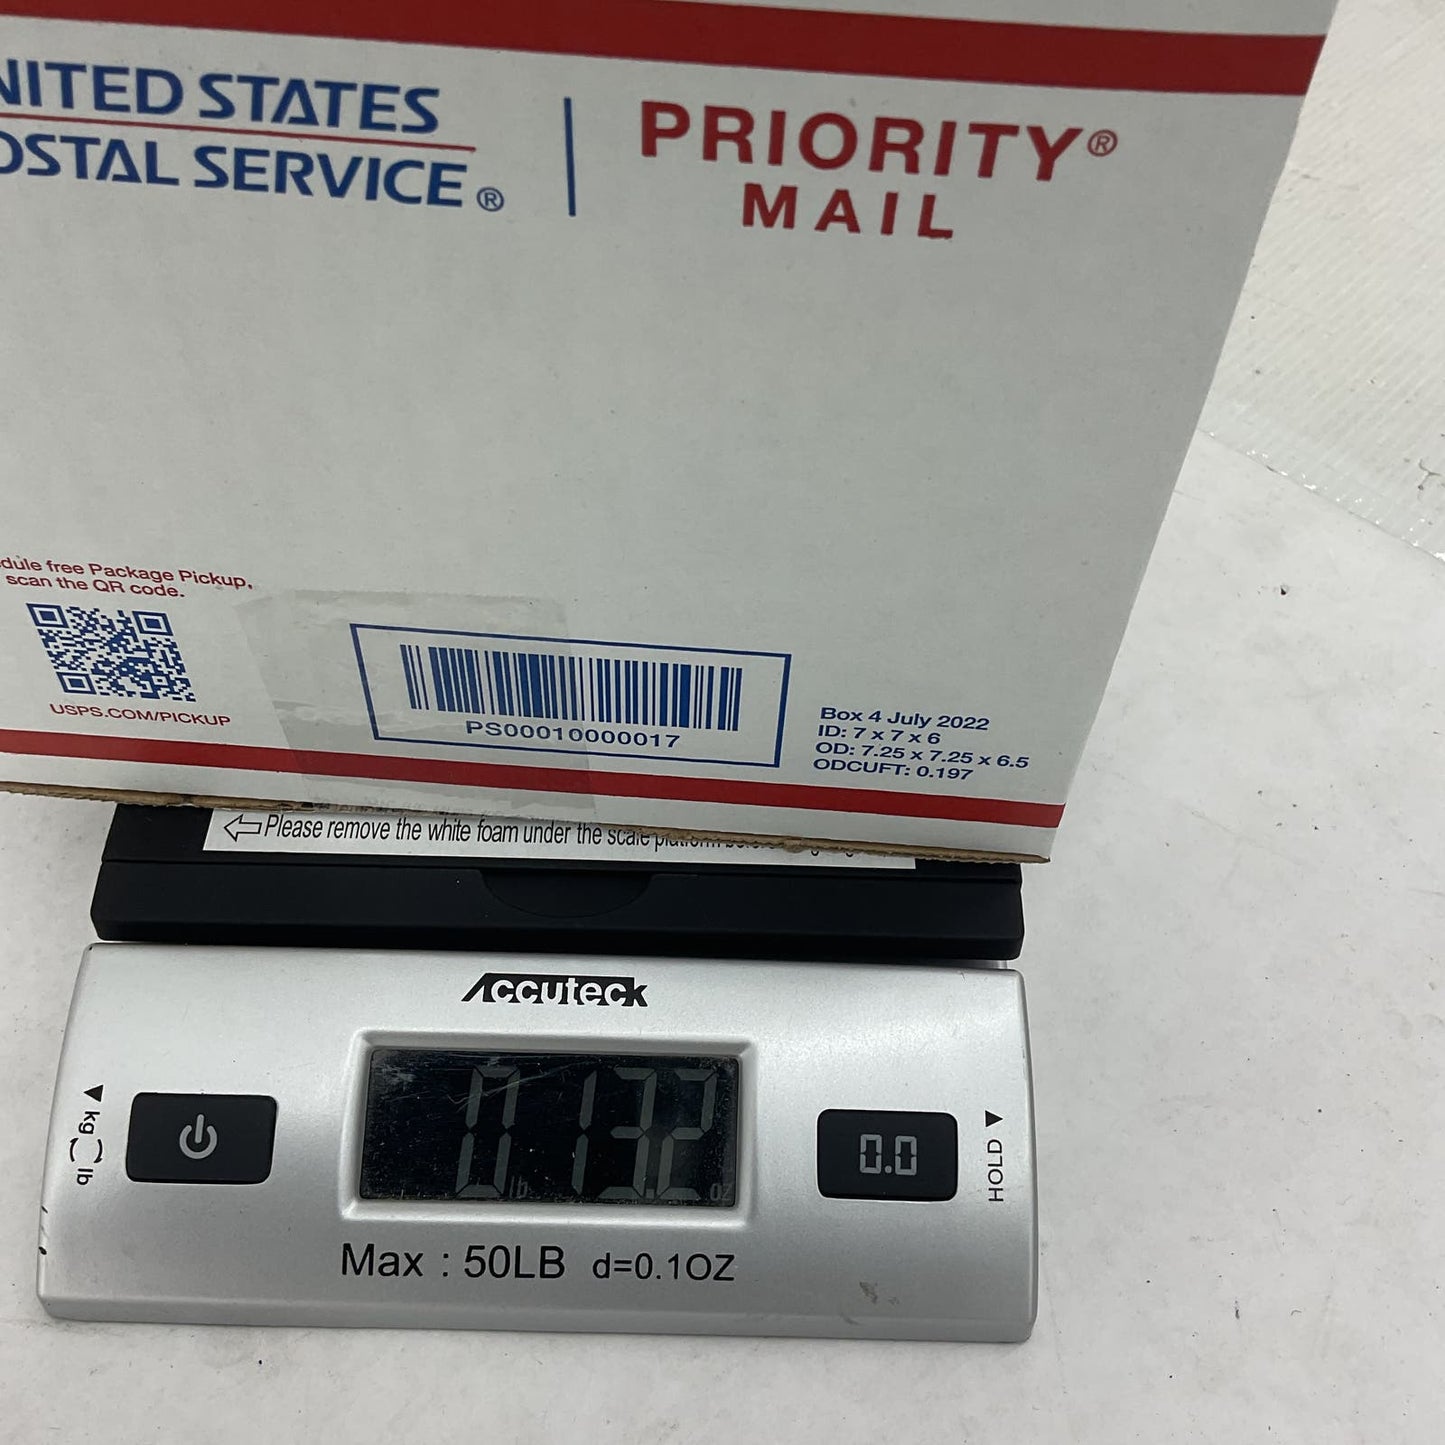 NITED STATES
OSTAL SERVICE®
PRIORITY®
MAIL
dule free Package Pickup,
scan the QR code.
USPS.COM/PICKUP
PS00010000017
Box 4 July 2022
ID: 7 x 7 x 6
OD: 7.25 x 7.25 x 6.5
ODCUFT: 0.197
Please remove the white foam under the scale platform
Accuteck
kg lb
0 lb 13.2 oz
0.0
HOLD
Max : 50LB d=0.1OZ